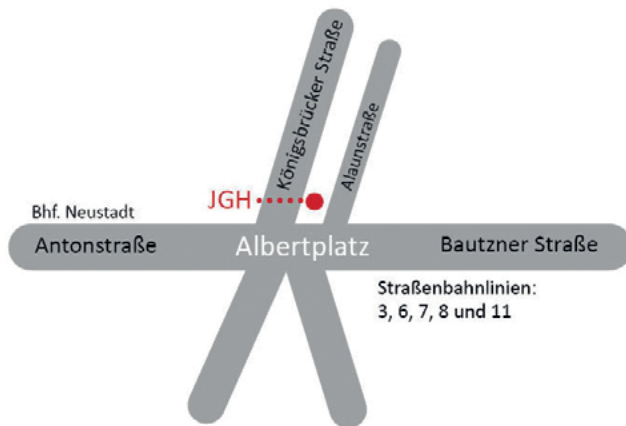 Königsbrücker Straße
Alaunstraße
JGH
Bhf. Neustadt
Antonstraße
Albertplatz
Bautzner Straße
Straßenbahnlinien:
3, 6, 7, 8 und 11